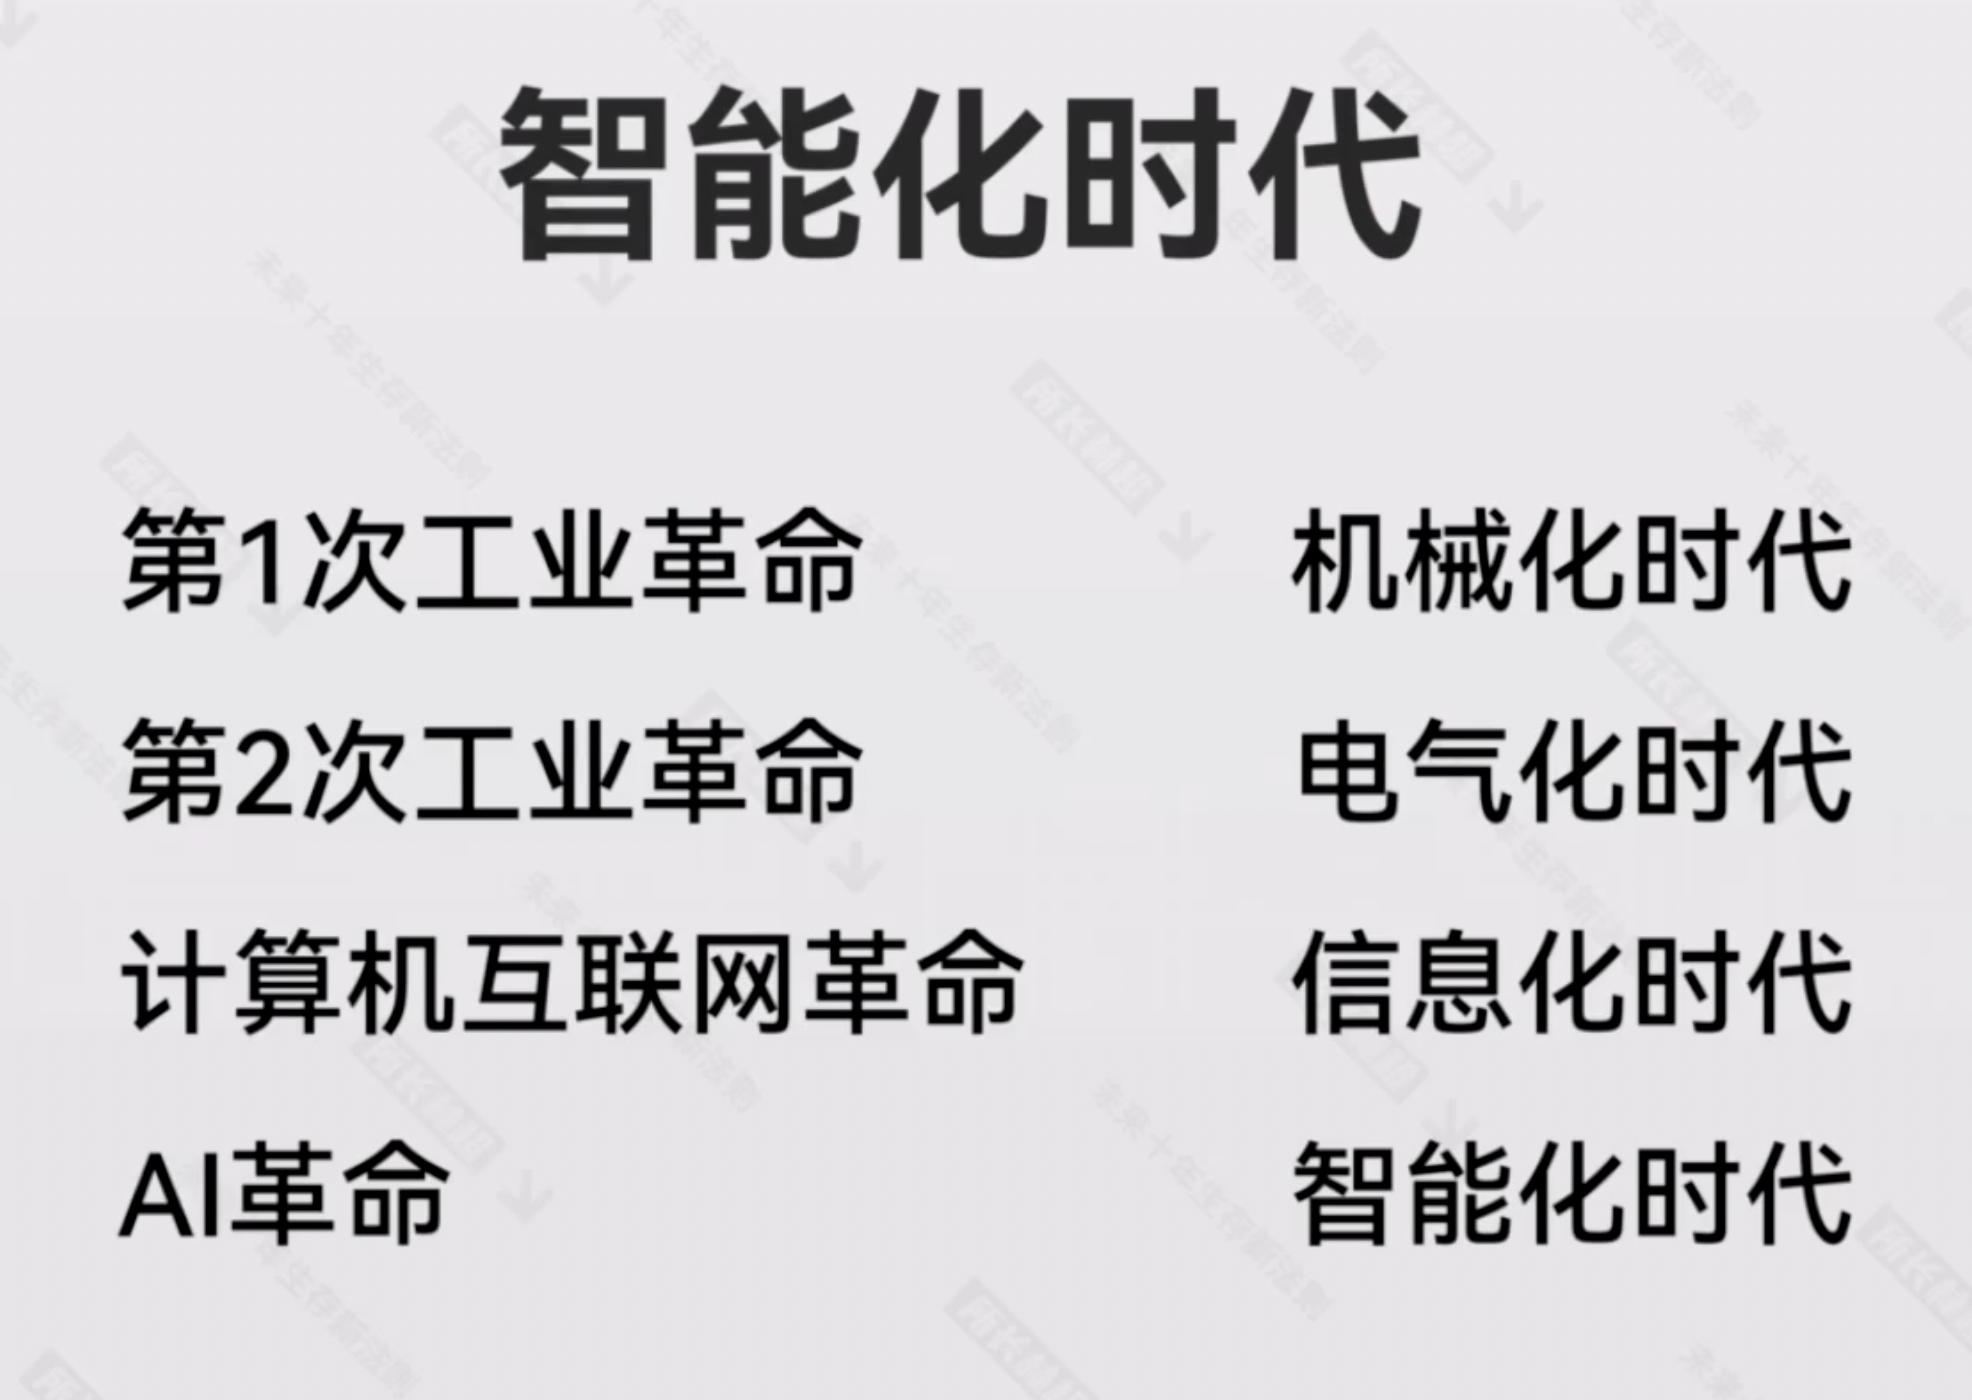 智能化时代
第1次工业革命 机械化时代
第2次工业革命 电气化时代
计算机互联网革命 信息化时代
AI革命 智能化时代
未来十年生存新法则